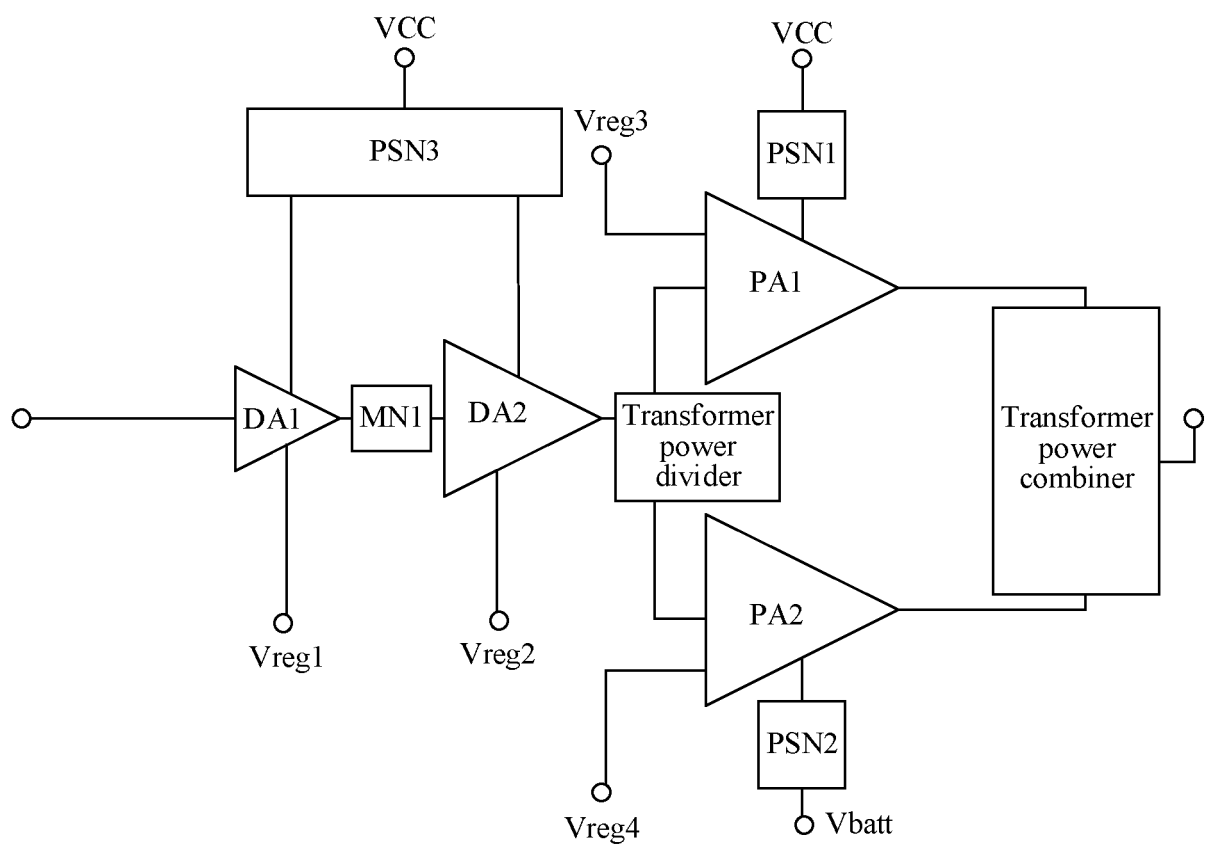 VCC
VCC
Vreg3
PSN3
PSN1
PA1
DA1
MN1
DA2
Transformer
power
divider
Transformer
power
combiner
PA2
Vreg1
Vreg2
PSN2
Vreg4
Vbatt